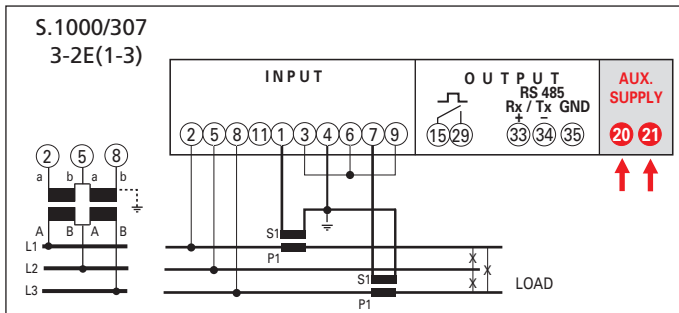 S.1000/307
3-2E(1-3)
INPUT
OUTPUT
RS 485
Rx / Tx GND
+ −
AUX.
SUPPLY
2 5 8 11 1 3 4 6 7 9
15 29 33 34 35
20 21
2 5 8
a b a b
A B A B
L1
L2
L3
S1
P1
S1
P1
X
X
X
LOAD